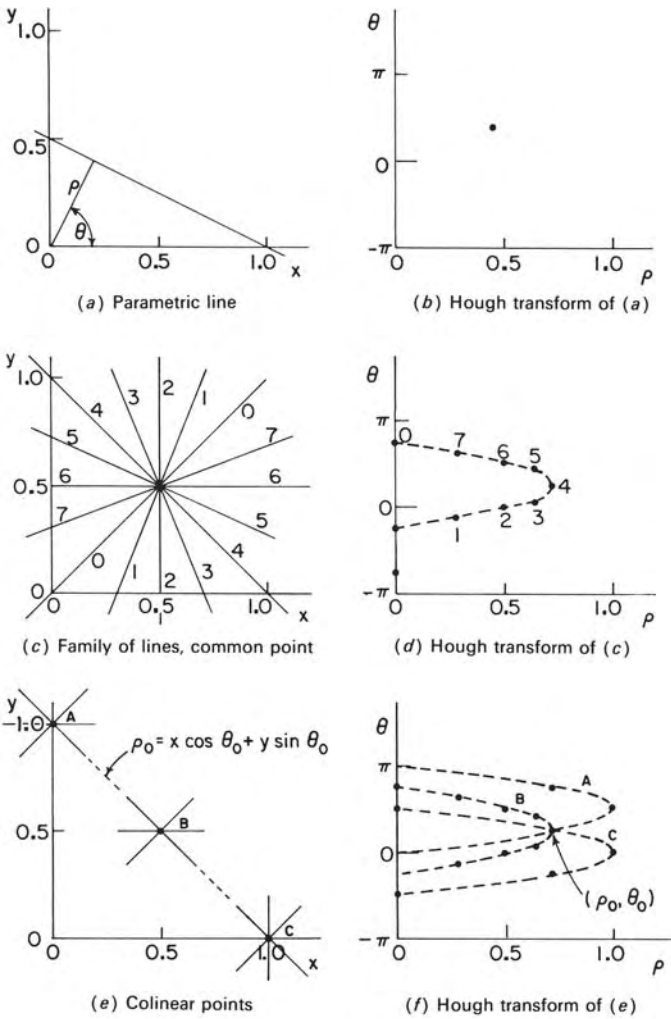 y
1.0
0.5
0
ρ
θ
0.5
1.0
x
(a) Parametric line
θ
π
0
-π
0
0.5
1.0
ρ
(b) Hough transform of (a)
y
1.0
0.5
0
4
3
2
1
0
5
7
6
6
7
5
0
4
1
2
3
0
0.5
1.0
x
(c) Family of lines, common point
θ
π
0
-π
0
7
6
5
4
3
2
1
0
0.5
1.0
ρ
(d) Hough transform of (c)
y
-1.0
0.5
0
A
ρ₀ = x cos θ₀ + y sin θ₀
B
C
0
0.5
1.0
x
(e) Colinear points
θ
π
0
-π
A
B
C
(ρ₀, θ₀)
0
0.5
1.0
ρ
(f) Hough transform of (e)